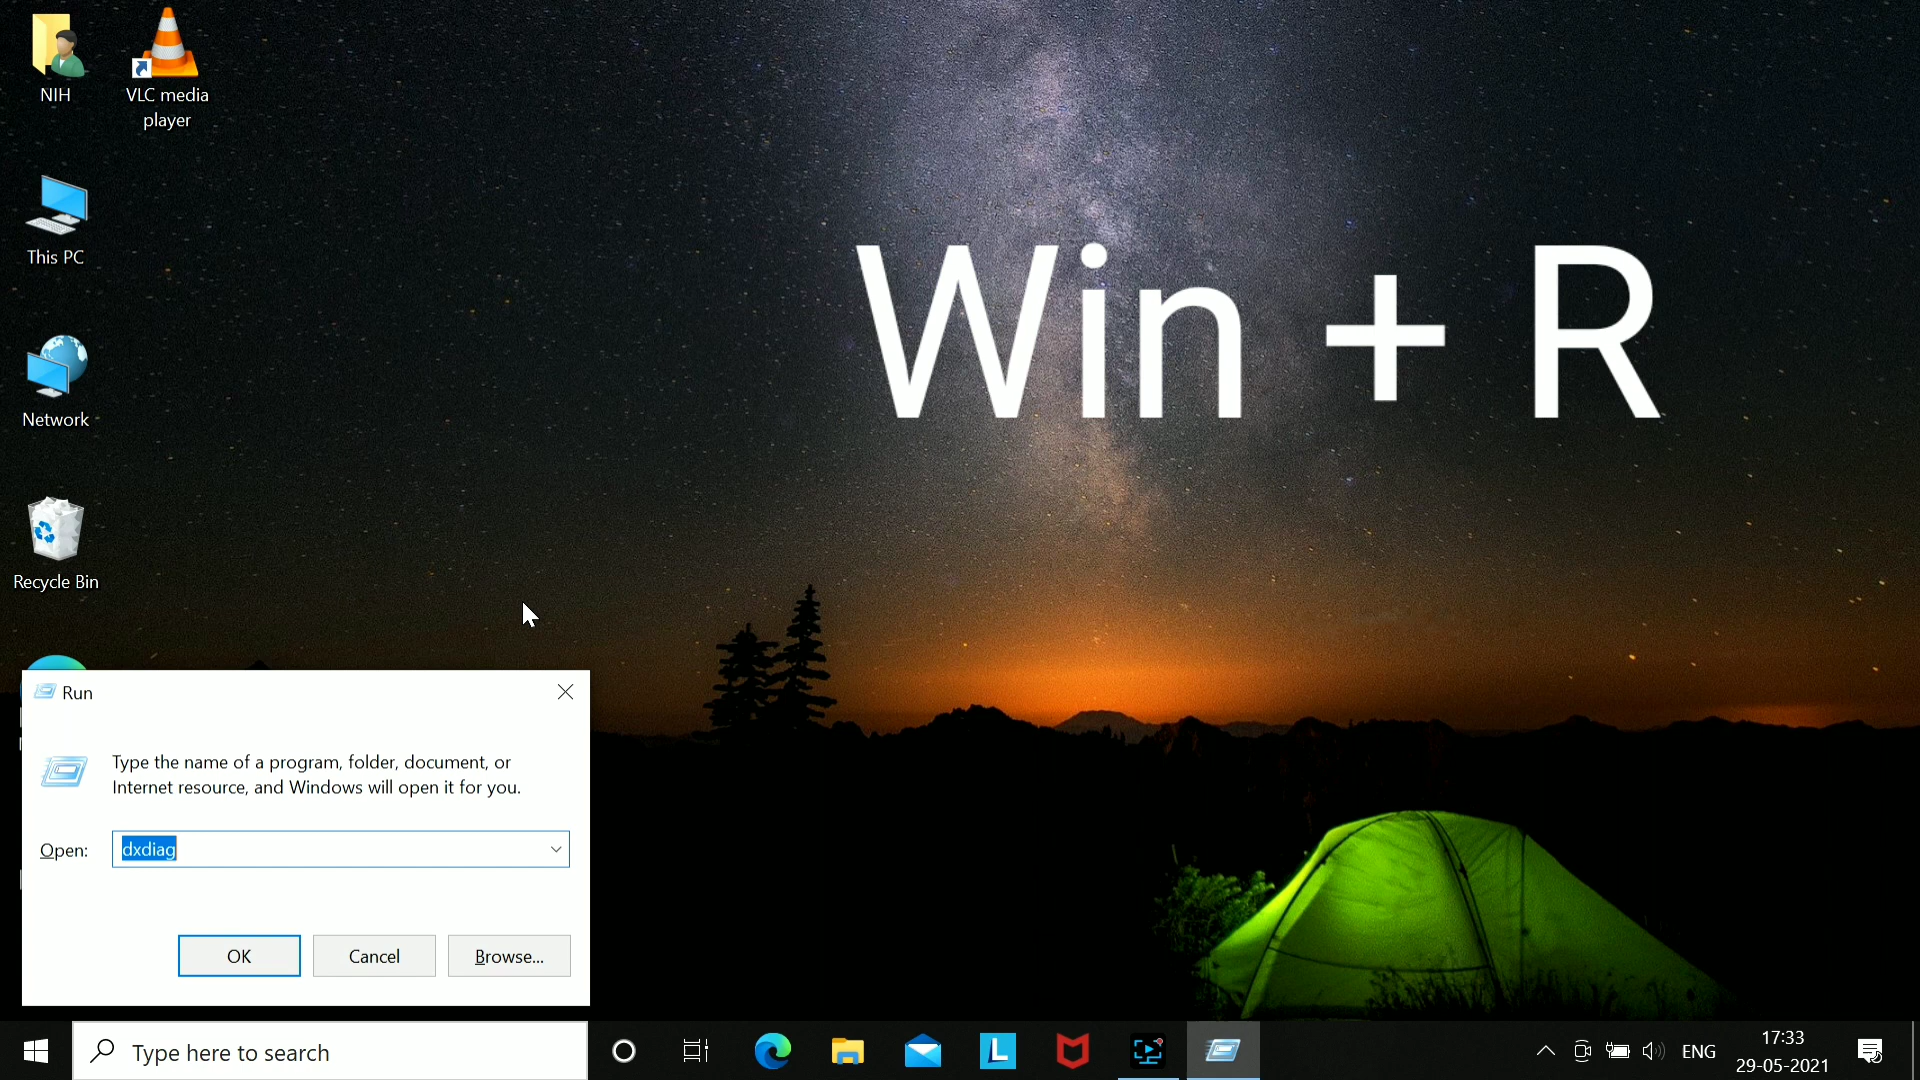 NIH
VLC media
player
This PC
Network
Recycle Bin
Win + R
Run
Type the name of a program, folder, document, or
Internet resource, and Windows will open it for you.
Open:
dxdiag
OK
Cancel
Browse...
Type here to search
L
ENG
17:33
29-05-2021